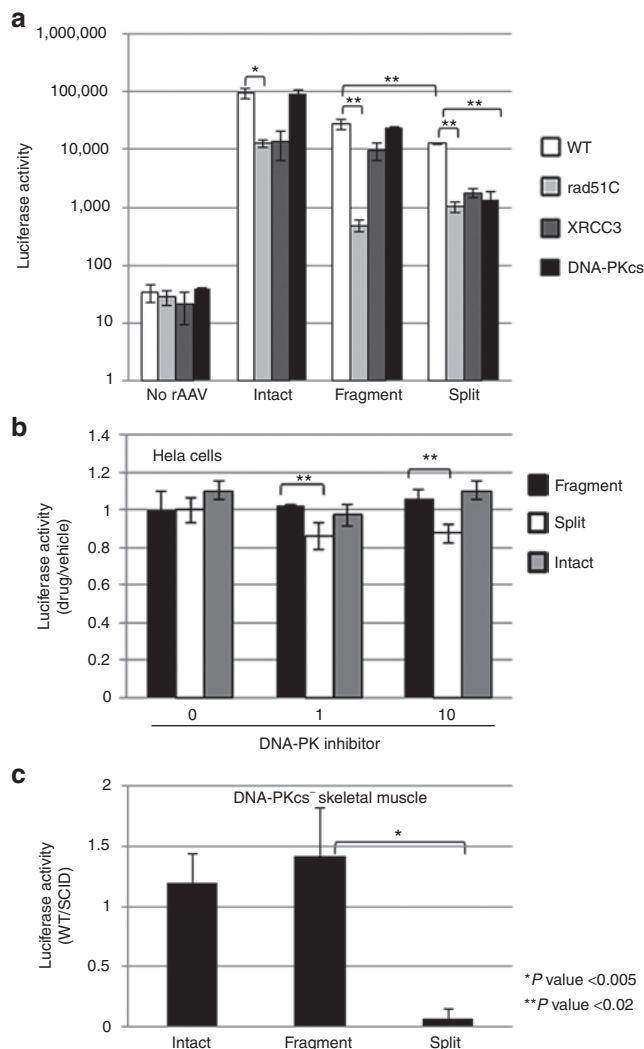 a
1,000,000
100,000
10,000
1,000
100
10
1
Luciferase activity
*
**
**
**
**
No rAAV
Intact
Fragment
Split
WT
rad51C
XRCC3
DNA-PKcs
b
1.4
1.2
1
0.8
0.6
0.4
0.2
0
Luciferase activity
(drug/vehicle)
Hela cells
**
**
0
1
10
DNA-PK inhibitor
Fragment
Split
Intact
c
2
1.5
1
0.5
0
Luciferase activity
(WT/SCID)
DNA-PKcs⁻ skeletal muscle
*
Intact
Fragment
Split
*P value <0.005
**P value <0.02